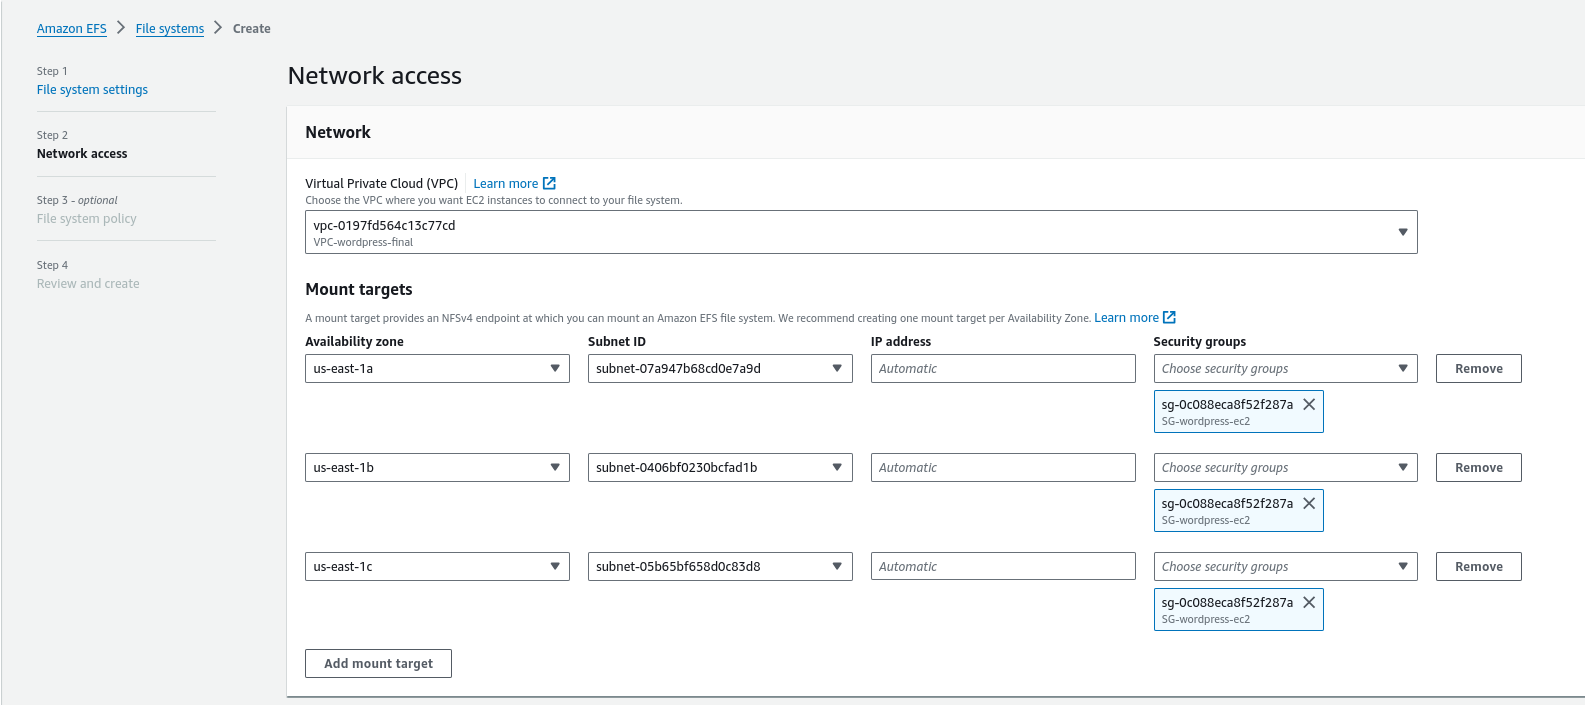 Amazon EFS > File systems > Create
Step 1
File system settings
Step 2
Network access
Step 3 - optional
File system policy
Step 4
Review and create
Network access
Network
Virtual Private Cloud (VPC) Learn more
Choose the VPC where you want EC2 instances to connect to your file system.
vpc-0197fd564c13c77cd
VPC-wordpress-final
Mount targets
A mount target provides an NFSv4 endpoint at which you can mount an Amazon EFS file system. We recommend creating one mount target per Availability Zone. Learn more
Availability zone Subnet ID IP address Security groups
us-east-1a subnet-07a947b68cd0e7a9d Automatic Choose security groups Remove
sg-0c088eca8f52f287a
SG-wordpress-ec2
us-east-1b subnet-0406bf0230bcfad1b Automatic Choose security groups Remove
sg-0c088eca8f52f287a
SG-wordpress-ec2
us-east-1c subnet-05b65bf658d0c83d8 Automatic Choose security groups Remove
sg-0c088eca8f52f287a
SG-wordpress-ec2
Add mount target